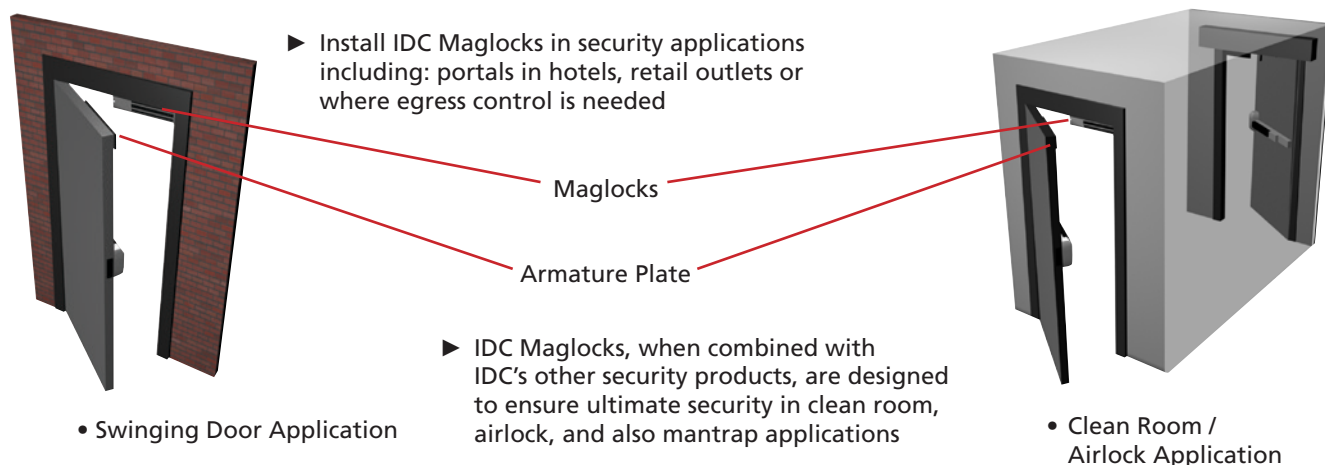 ► Install IDC Maglocks in security applications
including: portals in hotels, retail outlets or
where egress control is needed
Maglocks
Armature Plate
► IDC Maglocks, when combined with
IDC's other security products, are designed
to ensure ultimate security in clean room,
airlock, and also mantrap applications
• Swinging Door Application
• Clean Room /
Airlock Application